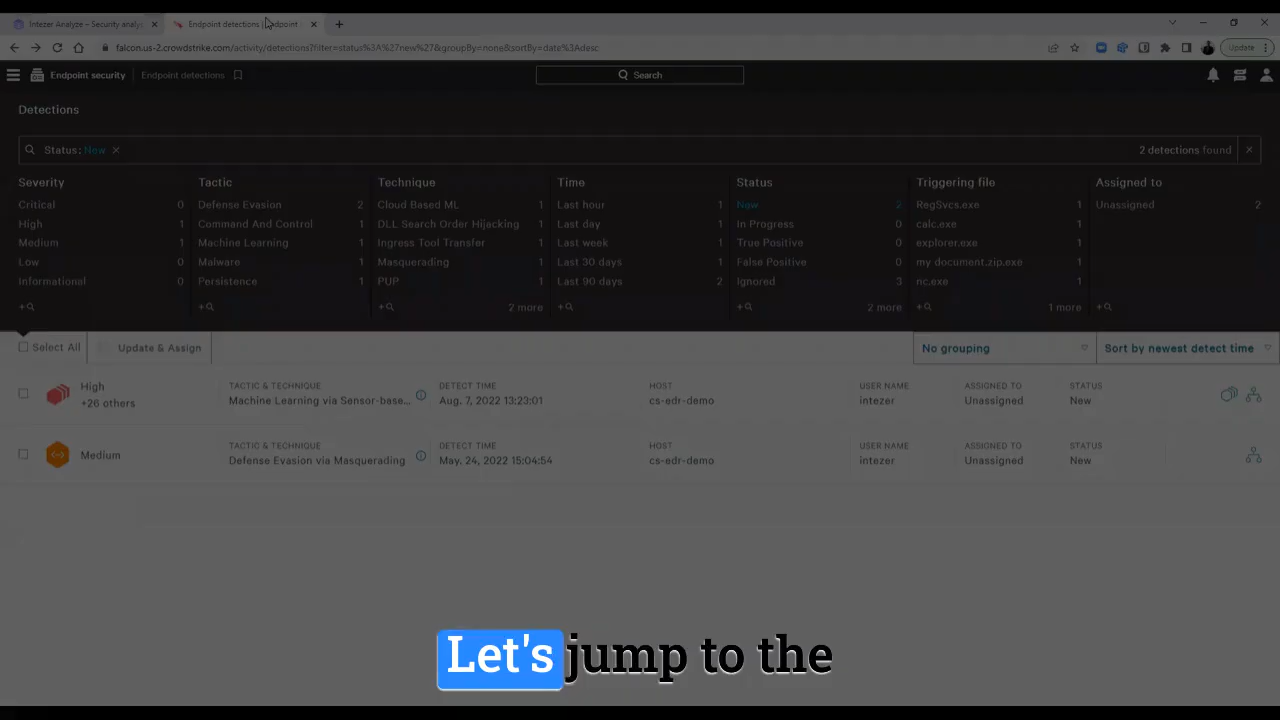 Intezer Analyze – Security analys
Endpoint detections | Endpoint
falcon.us-2.crowdstrike.com/activity/detections?filter=status%3A%27new%27&groupBy=none&sortBy=date%3Adesc
Update
Endpoint security
Endpoint detections
Search
Detections
Status: New
2 detections found
Severity
Critical 0
High 1
Medium 1
Low 0
Informational 0
Tactic
Defense Evasion 2
Command And Control 1
Machine Learning 1
Malware 1
Persistence 1
Technique
Cloud Based ML 1
DLL Search Order Hijacking 1
Ingress Tool Transfer 1
Masquerading 1
PUP 1
2 more
Time
Last hour 1
Last day 1
Last week 1
Last 30 days 1
Last 90 days 2
Status
New 2
In Progress 0
True Positive 0
False Positive 0
Ignored 3
2 more
Triggering file
RegSvcs.exe 1
calc.exe 1
explorer.exe 1
my document.zip.exe 1
nc.exe 1
1 more
Assigned to
Unassigned 2
Select All
Update & Assign
No grouping
Sort by newest detect time
High
+26 others
TACTIC & TECHNIQUE
Machine Learning via Sensor-base...
DETECT TIME
Aug. 7, 2022 13:23:01
HOST
cs-edr-demo
USER NAME
intezer
ASSIGNED TO
Unassigned
STATUS
New
Medium
TACTIC & TECHNIQUE
Defense Evasion via Masquerading
DETECT TIME
May. 24, 2022 15:04:54
HOST
cs-edr-demo
USER NAME
intezer
ASSIGNED TO
Unassigned
STATUS
New
Let's jump to the